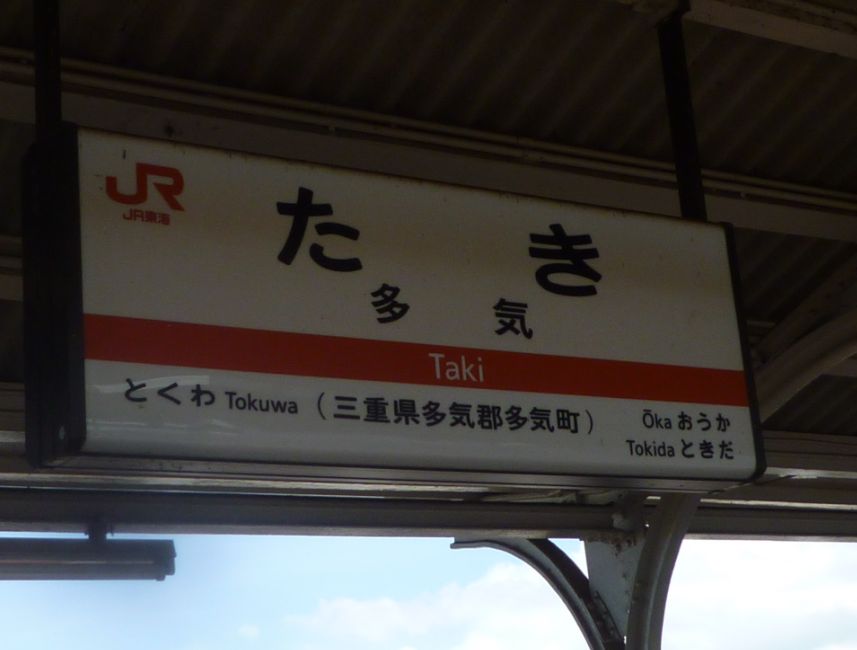 JR
JR東海
たき
多気
Taki
とくわ Tokuwa (三重県多気郡多気町) Ōka おうか
Tokida ときだ